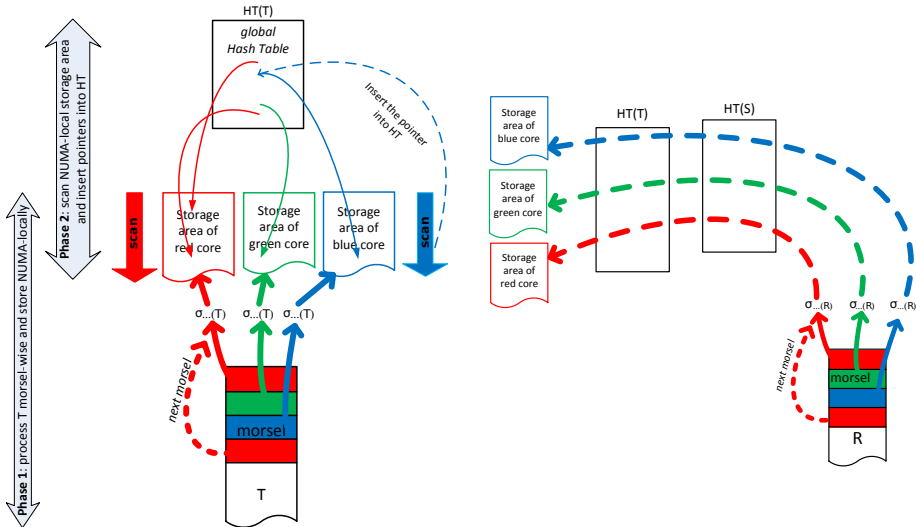 HT(T)
global
Hash Table
Insert the pointer
into HT
Phase 2: scan NUMA-local storage area
and insert pointers into HT
Phase 1: process T morsel-wise and store NUMA-locally
scan
Storage
area of
red core
Storage
area of
green core
Storage
area of
blue core
scan
σ...(T)
σ...(T)
σ...(T)
next morsel
morsel
T
HT(T)
HT(S)
Storage
area of
blue core
Storage
area of
green core
Storage
area of
red core
σ...(R)
σ...(R)
σ...(R)
next morsel
morsel
R